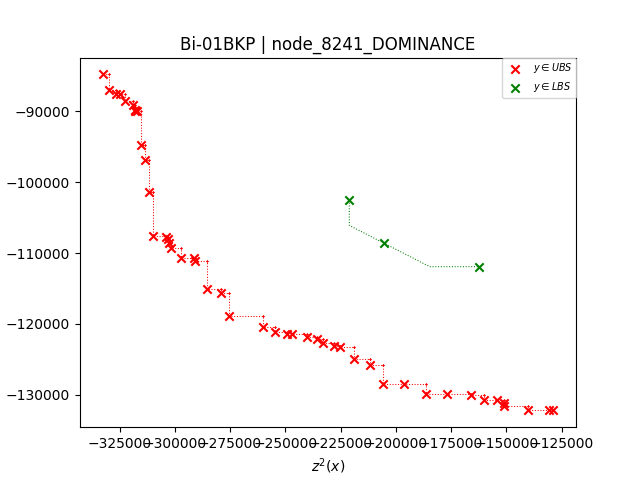 Bi-01BKP | node_8241_DOMINANCE
y ∈ UBS
y ∈ LBS
−90000
−100000
−110000
−120000
−130000
−325000 −300000 −275000 −250000 −225000 −200000 −175000 −150000 −125000
z²(x)